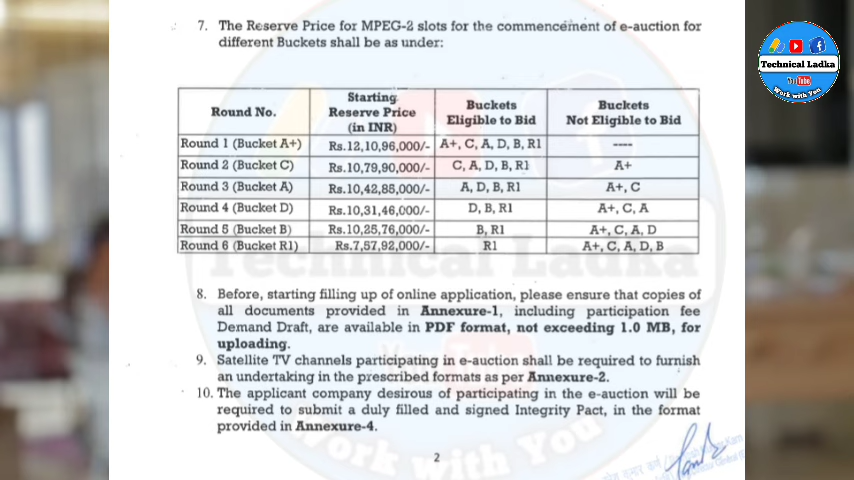 7. The Reserve Price for MPEG-2 slots for the commencement of e-auction for
different Buckets shall be as under:
Round No. Starting Reserve Price (in INR) Buckets Eligible to Bid Buckets Not Eligible to Bid
Round 1 (Bucket A+) Rs.12,10,96,000/- A+, C, A, D, B, R1 ----
Round 2 (Bucket C) Rs.10,79,90,000/- C, A, D, B, R1 A+
Round 3 (Bucket A) Rs.10,42,85,000/- A, D, B, R1 A+, C
Round 4 (Bucket D) Rs.10,31,46,000/- D, B, R1 A+, C, A
Round 5 (Bucket B) Rs.10,25,76,000/- B, R1 A+, C, A, D
Round 6 (Bucket R1) Rs.7,57,92,000/- R1 A+, C, A, D, B
8. Before, starting filling up of online application, please ensure that copies of
all documents provided in Annexure-1, including participation fee
Demand Draft, are available in PDF format, not exceeding 1.0 MB, for
uploading.
9. Satellite TV channels participating in e-auction shall be required to furnish
an undertaking in the prescribed formats as per Annexure-2.
10. The applicant company desirous of participating in the e-auction will be
required to submit a duly filled and signed Integrity Pact, in the format
provided in Annexure-4.
2
Technical Ladka
YouTube
Work with You
Technical Ladka
Work with You